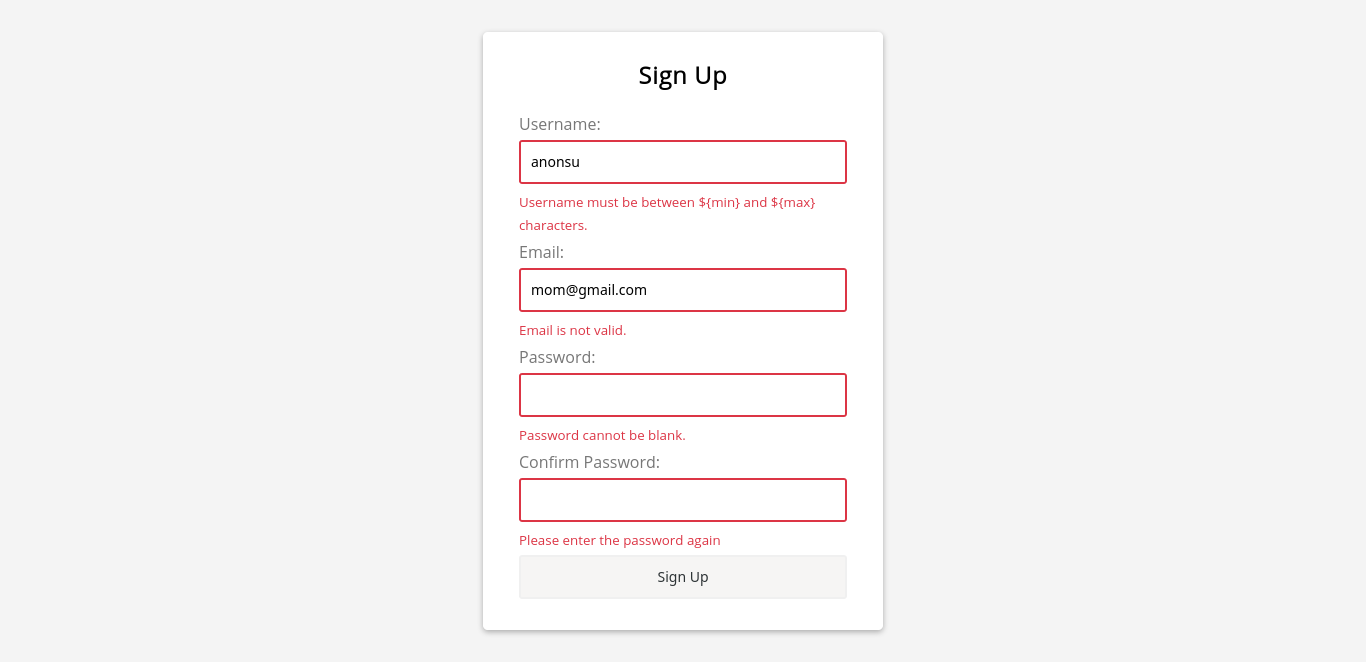 Sign Up
Username:
anonsu
Username must be between ${min} and ${max}
characters.
Email:
mom@gmail.com
Email is not valid.
Password:
Password cannot be blank.
Confirm Password:
Please enter the password again
Sign Up